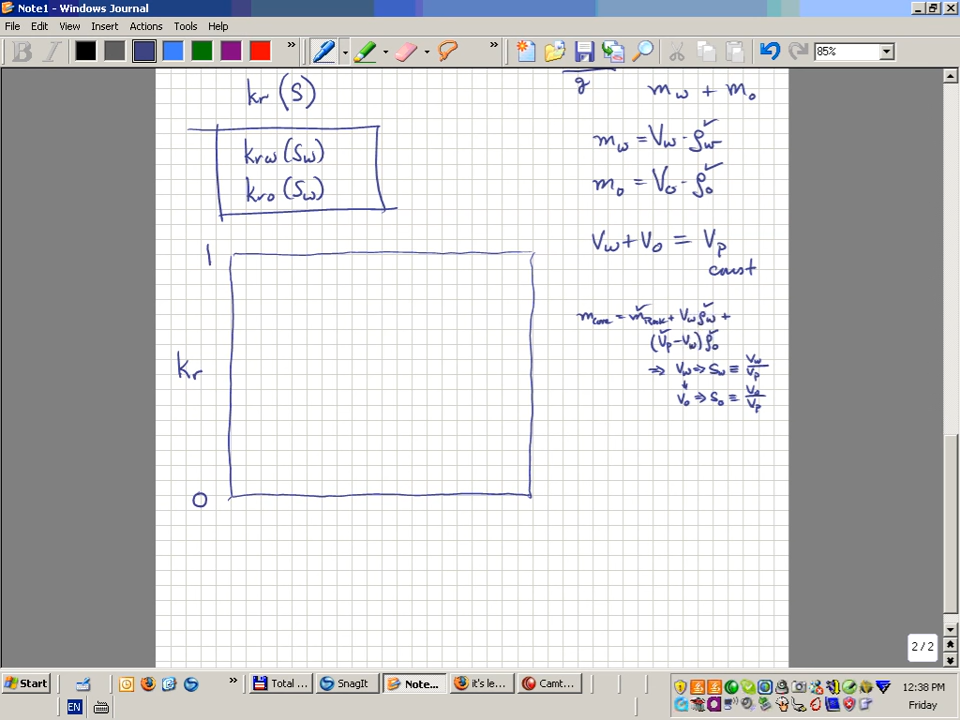 Note1 - Windows Journal
File Edit View Insert Actions Tools Help
B I 85%
kr (S)
krw (Sw)
kro (Sw)
g
mw + mo
mw = Vw · ρw
mo = Vo · ρo
Vw + Vo = Vp
const
mcore = mRock + Vw ρw +
(Vp - Vw) ρo
⇒ Vw ⇒ Sw ≡ Vw/Vp
↓
Vo ⇒ So ≡ Vo/Vp
1
kr
0
2 / 2
Start Total ... SnagIt Note... it's le... Camt... 12:38 PM
EN Friday